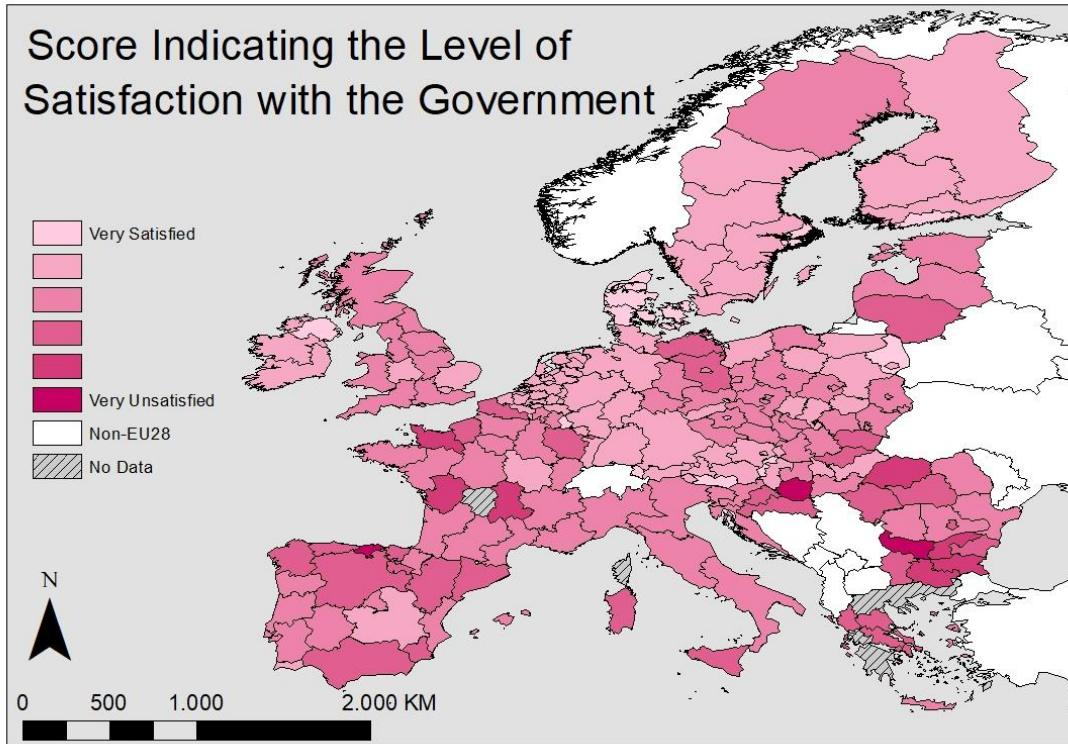 Score Indicating the Level of
Satisfaction with the Government
Very Satisfied
Very Unsatisfied
Non-EU28
No Data
N
0 500 1.000 2.000 KM